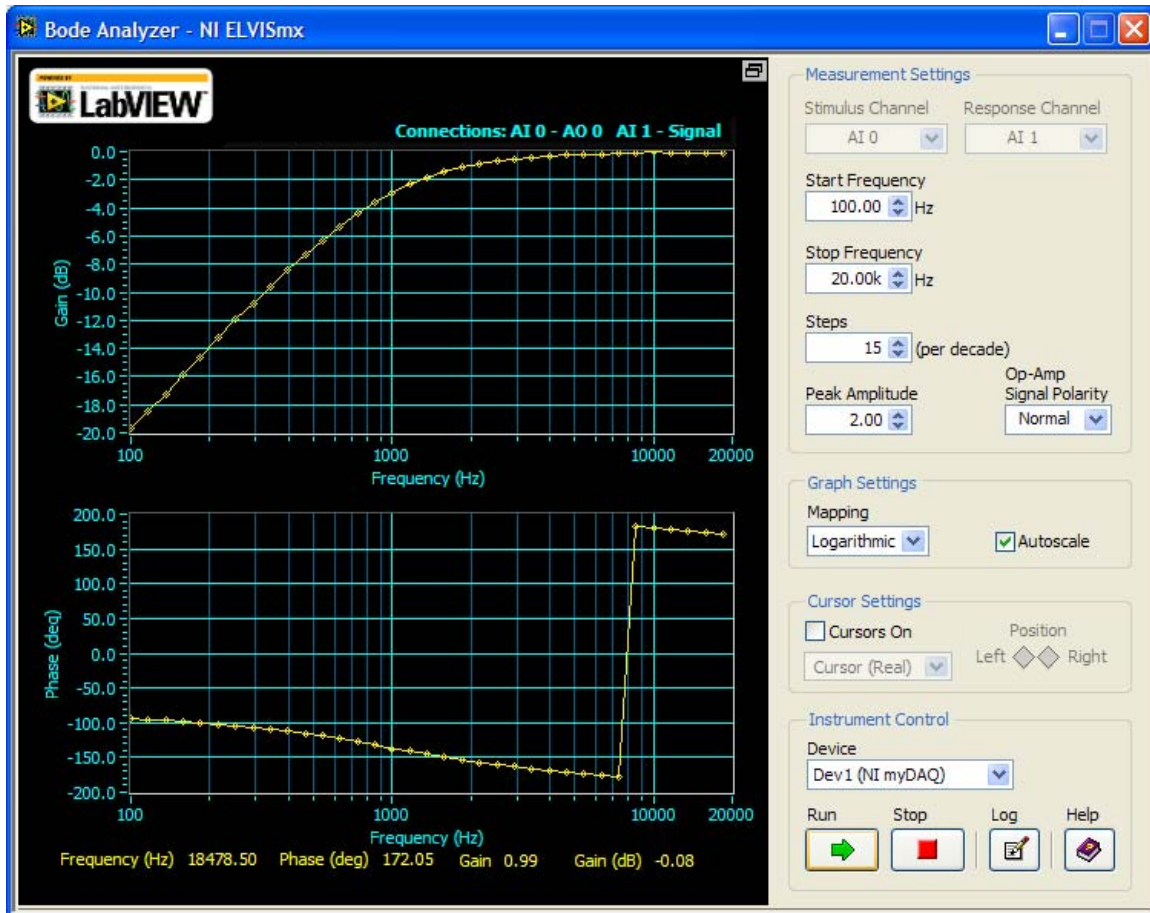 Bode Analyzer - NI ELVISmx
POWERED BY
LabVIEW™
Connections: AI 0 - AO 0 AI 1 - Signal
0.0
-2.0
-4.0
-6.0
-8.0
-10.0
-12.0
-14.0
-16.0
-18.0
-20.0
Gain (dB)
100
1000
10000
20000
Frequency (Hz)
200.0
150.0
100.0
50.0
0.0
-50.0
-100.0
-150.0
-200.0
Phase (deg)
100
1000
10000
20000
Frequency (Hz)
Frequency (Hz) 18478.50 Phase (deg) 172.05 Gain 0.99 Gain (dB) -0.08
Measurement Settings
Stimulus Channel
Response Channel
AI 0
AI 1
Start Frequency
100.00 Hz
Stop Frequency
20.00k Hz
Steps
15 (per decade)
Peak Amplitude
2.00
Op-Amp
Signal Polarity
Normal
Graph Settings
Mapping
Logarithmic
Autoscale
Cursor Settings
Cursors On
Position
Left Right
Cursor (Real)
Instrument Control
Device
Dev1 (NI myDAQ)
Run
Stop
Log
Help